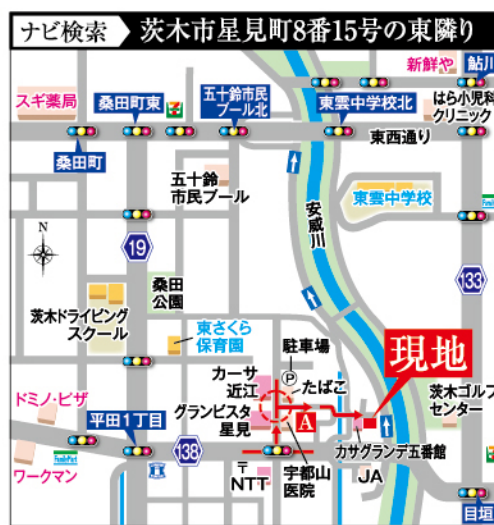 ナビ検索 茨木市星見町8番15号の東隣り
新鮮や
鮎川
スギ薬局
桑田町東
五十鈴市民
プール北
東雲中学校北
はら小児科
クリニック
東西通り
桑田町
五十鈴
市民プール
安威川
東雲中学校
FamilyMart
N
19
133
桑田
公園
茨木ドライビング
スクール
東さくら
保育園
駐車場
P
現地
カーサ
近江
たばこ
ドミノ・ピザ
グランビスタ
星見
A
茨木ゴルフ
センター
平田1丁目
138
カサグランデ五番館
FamilyMart
ワークマン
〒
NTT
宇都山
医院
JA
目垣